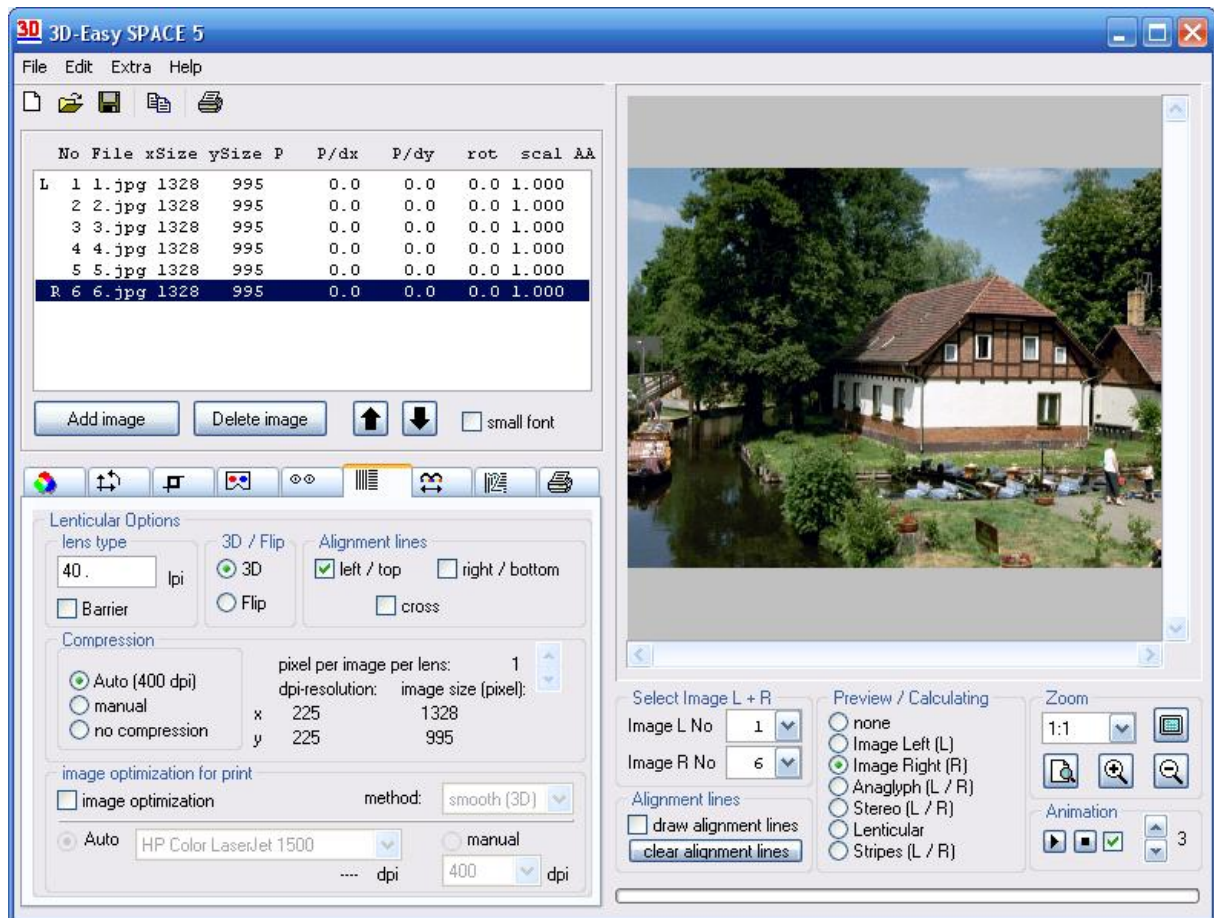 3D 3D-Easy SPACE 5
File Edit Extra Help
No File xSize ySize P P/dx P/dy rot scal AA
L 1 1.jpg 1328 995 0.0 0.0 0.0 1.000
2 2.jpg 1328 995 0.0 0.0 0.0 1.000
3 3.jpg 1328 995 0.0 0.0 0.0 1.000
4 4.jpg 1328 995 0.0 0.0 0.0 1.000
5 5.jpg 1328 995 0.0 0.0 0.0 1.000
R 6 6.jpg 1328 995 0.0 0.0 0.0 1.000
Add image Delete image small font
Lenticular Options
lens type 3D / Flip Alignment lines
40. lpi 3D left / top right / bottom
Barrier Flip cross
Compression
Auto (400 dpi) pixel per image per lens: 1
manual dpi-resolution: image size (pixel):
no compression x 225 1328
y 225 995
image optimization for print
image optimization method: smooth (3D)
Auto HP Color LaserJet 1500 manual
---- dpi 400 dpi
Select Image L + R
Image L No 1
Image R No 6
Alignment lines
draw alignment lines
clear alignment lines
Preview / Calculating
none
Image Left (L)
Image Right (R)
Anaglyph (L / R)
Stereo (L / R)
Lenticular
Stripes (L / R)
Zoom
1:1
Animation
3